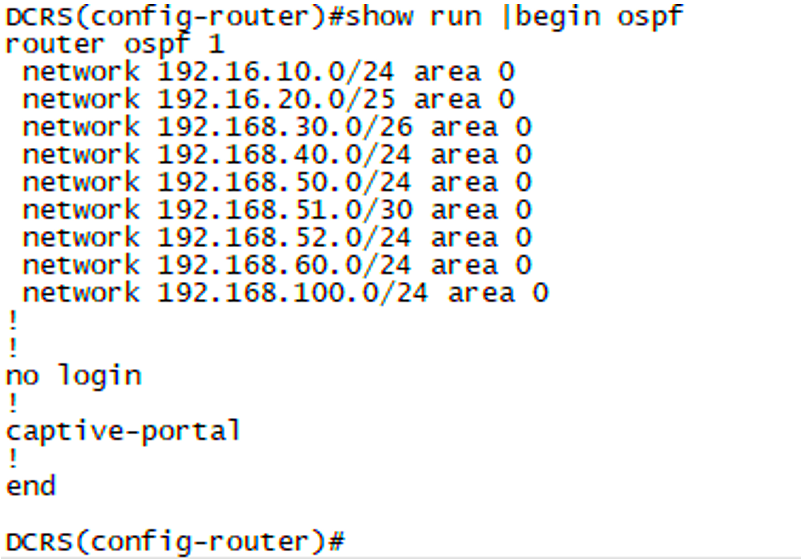 DCRS(config-router)#show run |begin ospf
router ospf 1
 network 192.16.10.0/24 area 0
 network 192.16.20.0/25 area 0
 network 192.168.30.0/26 area 0
 network 192.168.40.0/24 area 0
 network 192.168.50.0/24 area 0
 network 192.168.51.0/30 area 0
 network 192.168.52.0/24 area 0
 network 192.168.60.0/24 area 0
 network 192.168.100.0/24 area 0
!
!
no login
!
captive-portal
!
end
DCRS(config-router)#